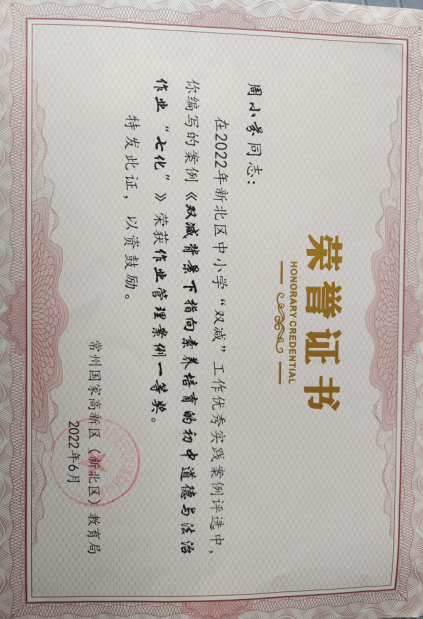 荣誉证书
HONORARY CREDENTIAL
周小芬同志：
在2022年新北区中小学“双减”工作优秀实践案例评选中，
你编写的案例《双减背景下指向素养培育的初中道德与法治
作业“七化”》荣获作业管理案例一等奖。
特发此证，以资鼓励。
常州国家高新区（新北区）教育局
2022年6月